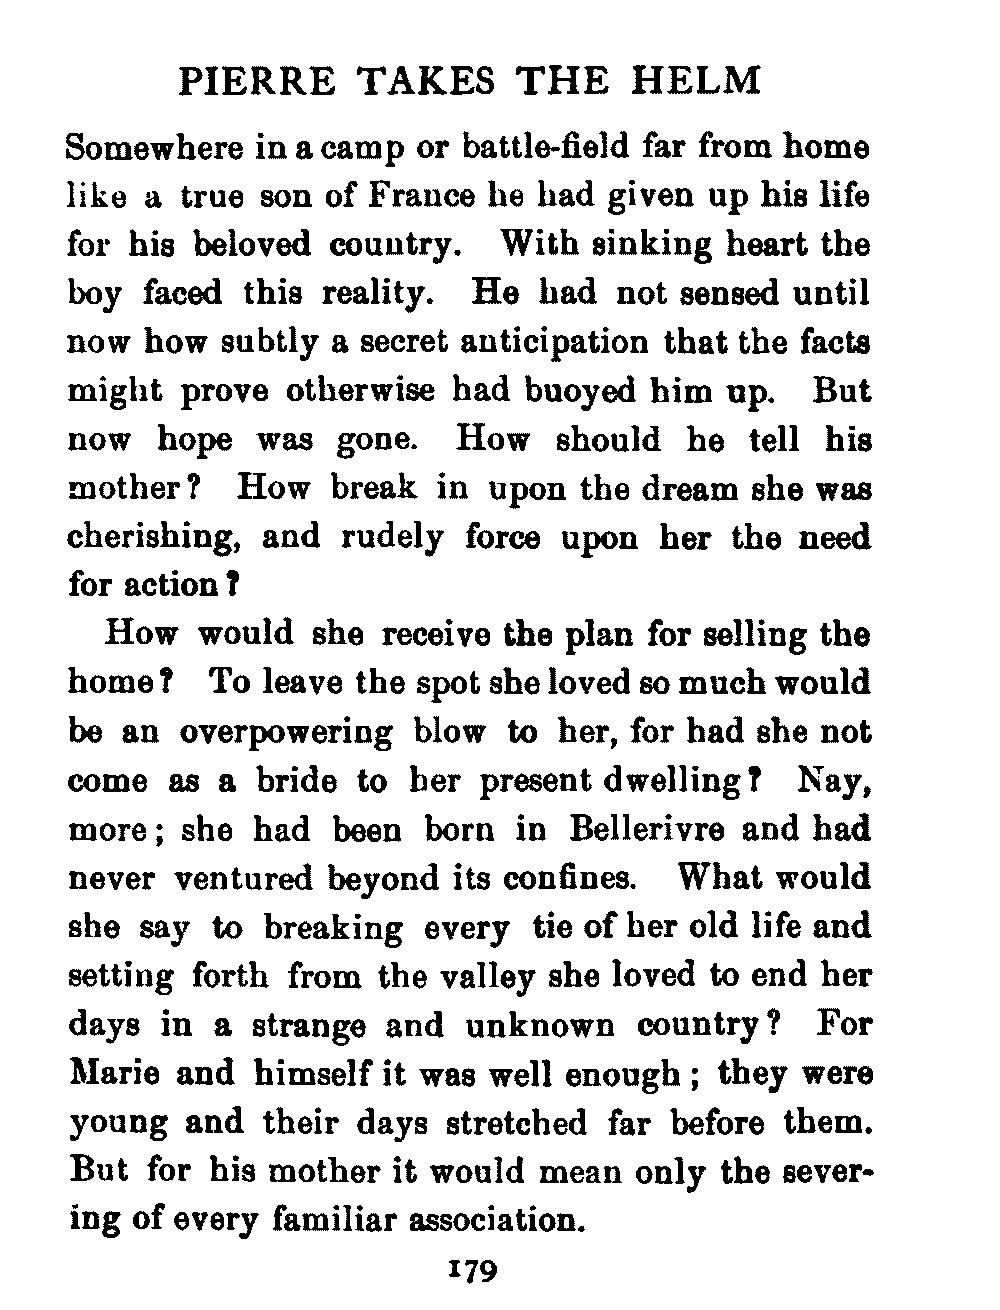 PIERRE TAKES THE HELM
Somewhere in a camp or battle-field far from home
like a true son of France he had given up his life
for his beloved country. With sinking heart the
boy faced this reality. He had not sensed until
now how subtly a secret anticipation that the facts
might prove otherwise had buoyed him up. But
now hope was gone. How should he tell his
mother? How break in upon the dream she was
cherishing, and rudely force upon her the need
for action?
How would she receive the plan for selling the
home? To leave the spot she loved so much would
be an overpowering blow to her, for had she not
come as a bride to her present dwelling? Nay,
more; she had been born in Bellerivre and had
never ventured beyond its confines. What would
she say to breaking every tie of her old life and
setting forth from the valley she loved to end her
days in a strange and unknown country? For
Marie and himself it was well enough; they were
young and their days stretched far before them.
But for his mother it would mean only the sever-
ing of every familiar association.
179